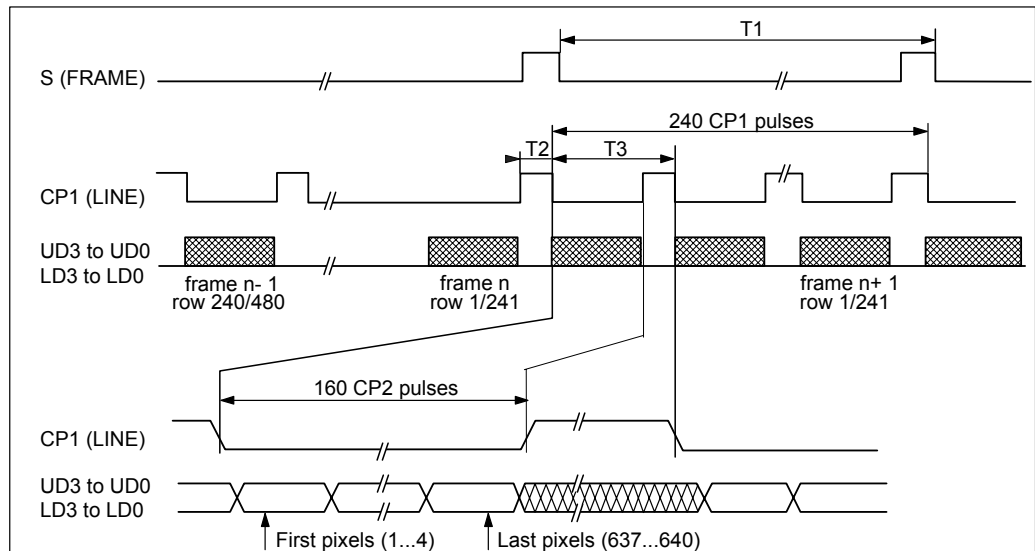 T1
S (FRAME)
240 CP1 pulses
T2 T3
CP1 (LINE)
UD3 to UD0
LD3 to LD0
frame n- 1 frame n frame n+ 1
row 240/480 row 1/241 row 1/241
160 CP2 pulses
CP1 (LINE)
UD3 to UD0
LD3 to LD0
First pixels (1...4) Last pixels (637...640)